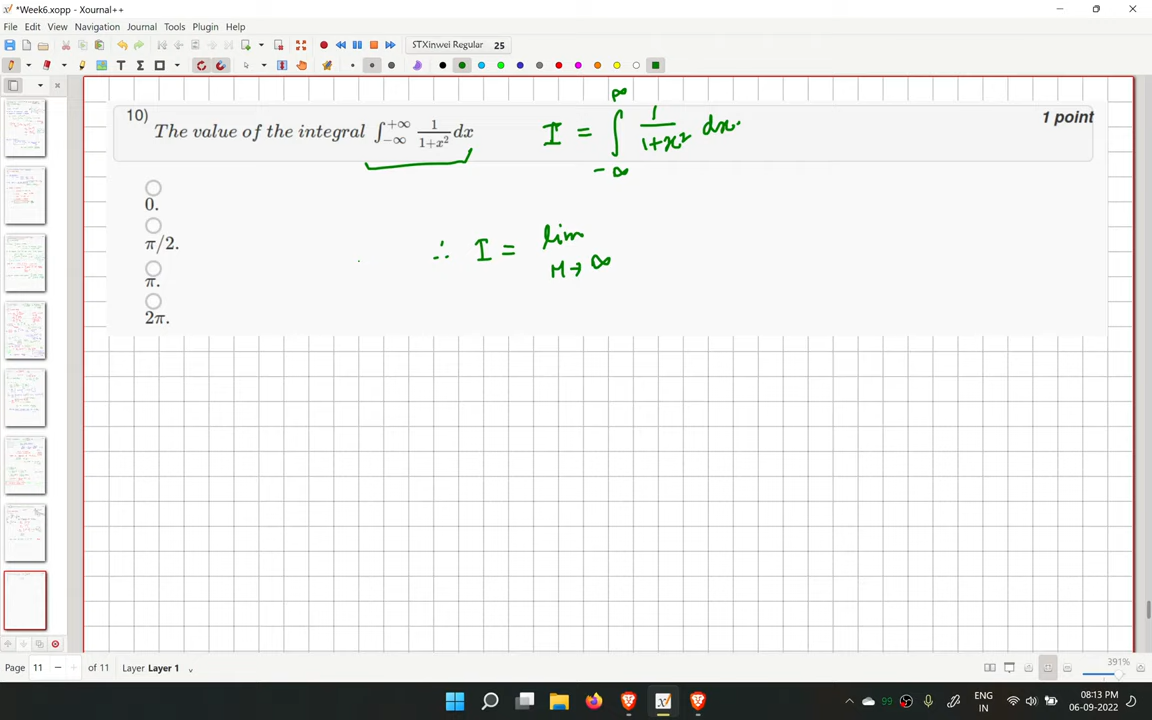 *Week6.xopp - Xournal++
File Edit View Navigation Journal Tools Plugin Help
STXinwei Regular 25
10) The value of the integral ∫_{-∞}^{+∞} 1/(1+x²) dx
1 point
I = ∫_{-∞}^{∞} 1/(1+x²) dx.
0.
π/2.
π.
2π.
∴ I = lim
M→∞
Page 11 of 11 Layer Layer 1
391%
99 ENG 08:13 PM
IN 06-09-2022